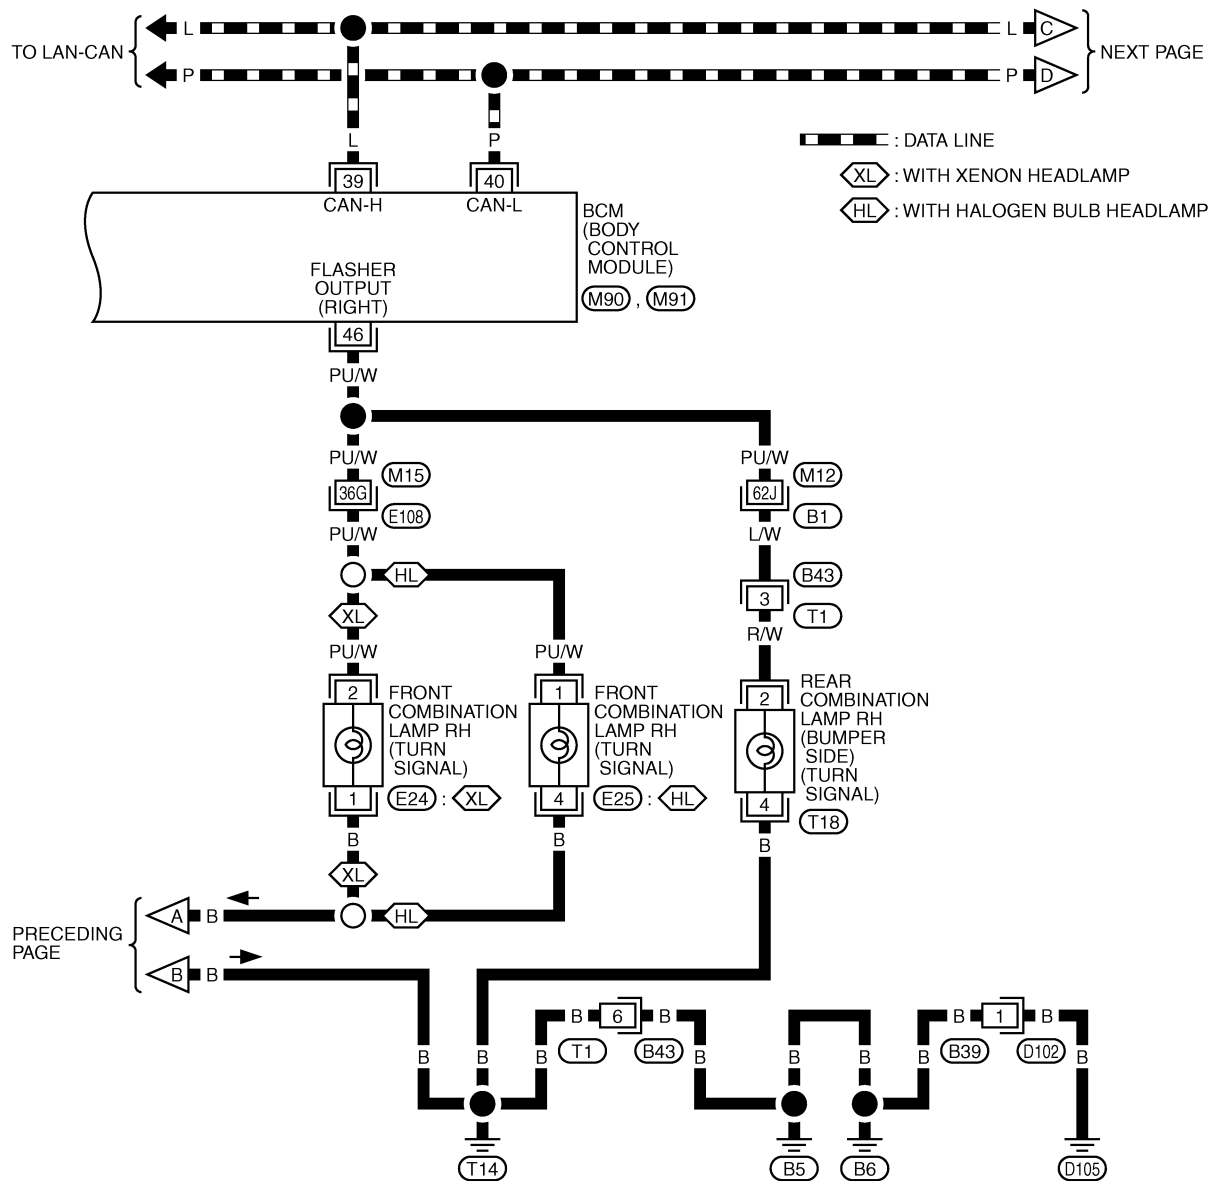 TO LAN-CAN
L
L
C
P
P
D
NEXT PAGE
L
P
: DATA LINE
XL : WITH XENON HEADLAMP
HL : WITH HALOGEN BULB HEADLAMP
39
40
CAN-H
CAN-L
BCM
(BODY
CONTROL
MODULE)
M90 , M91
FLASHER
OUTPUT
(RIGHT)
46
PU/W
PU/W
M15
36G
E108
PU/W
HL
XL
PU/W
PU/W
PU/W
M12
62J
B1
L/W
B43
3
T1
R/W
2
FRONT
COMBINATION
LAMP RH
(TURN
SIGNAL)
1
E24 : XL
1
FRONT
COMBINATION
LAMP RH
(TURN
SIGNAL)
4
E25 : HL
2
REAR
COMBINATION
LAMP RH
(BUMPER
SIDE)
(TURN
SIGNAL)
4
T18
B
B
B
XL
HL
PRECEDING
PAGE
A
B
B
B
B
6
B
B
1
B
T1
B43
B39
D102
B
B
B
B
B
B
B
B
T14
B5
B6
D105